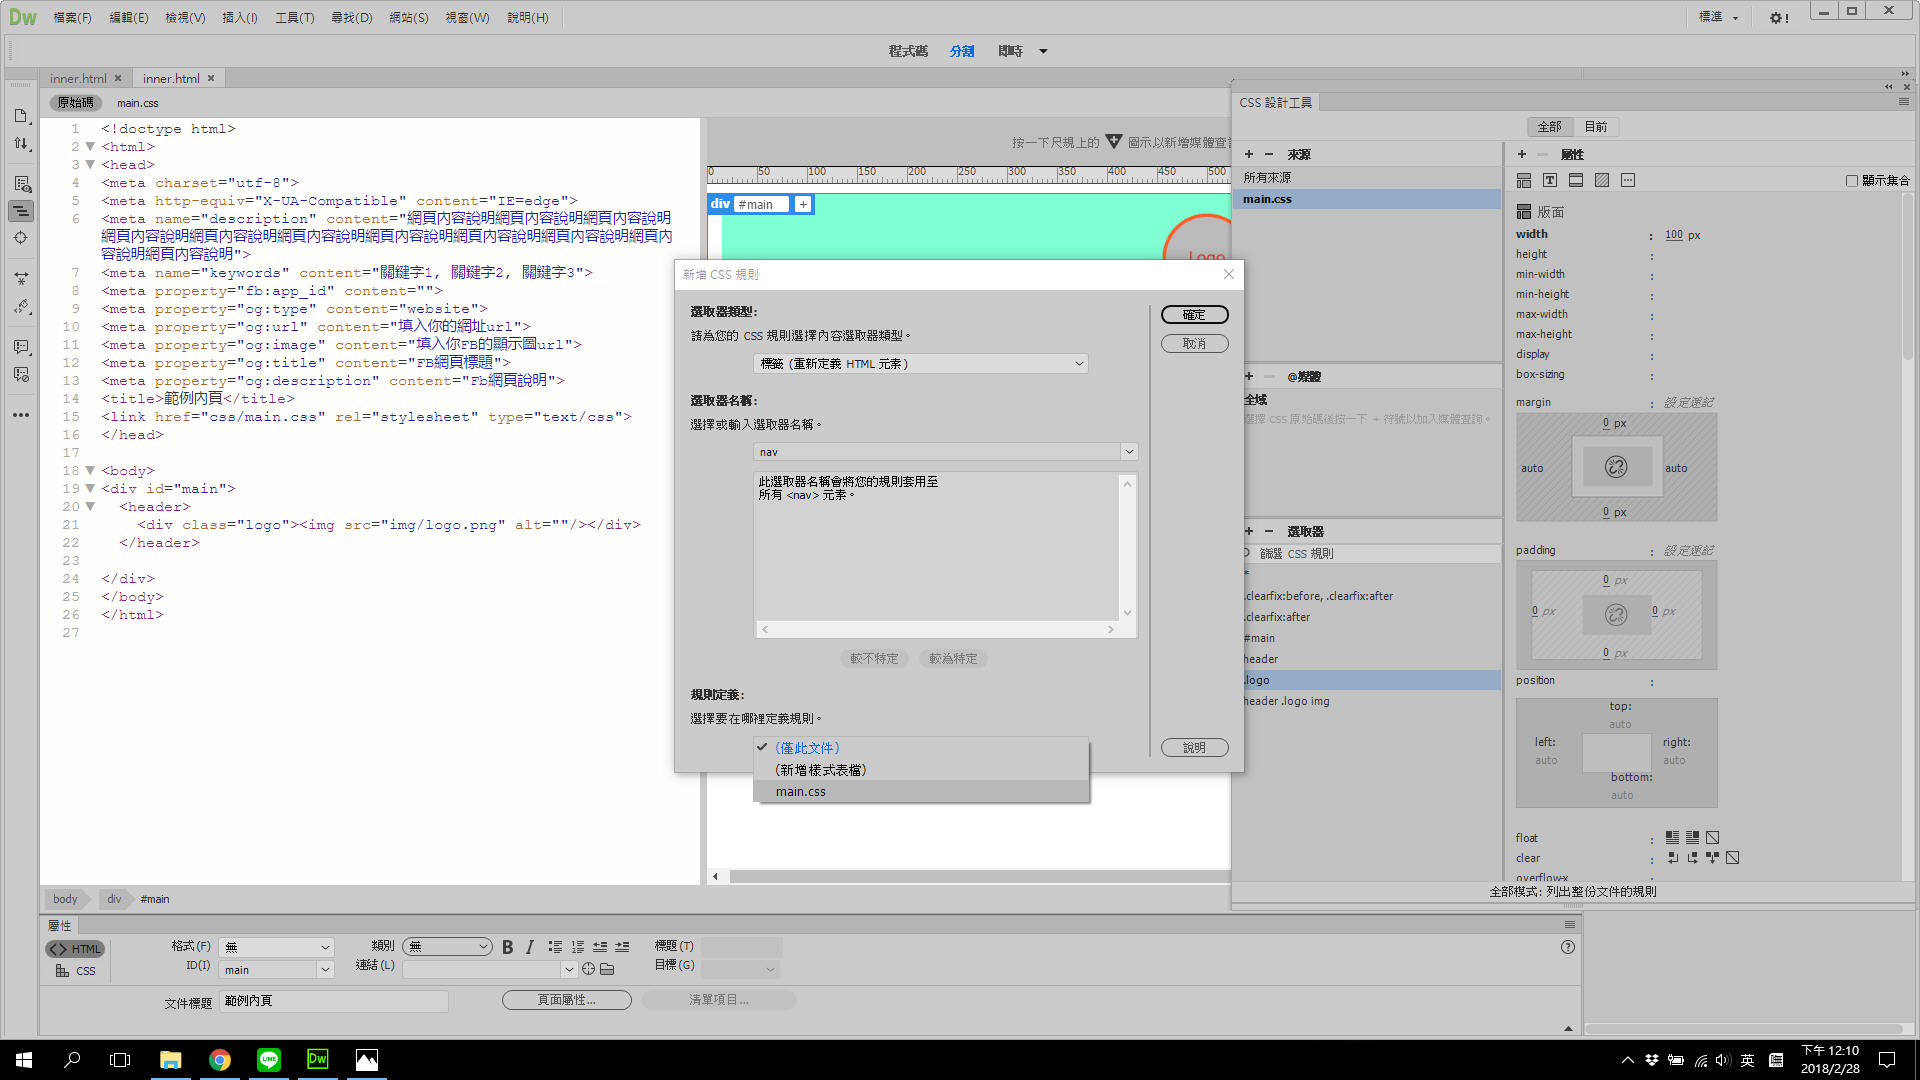 Dw 檔案(F) 編輯(E) 檢視(V) 插入(I) 工具(T) 尋找(D) 網站(S) 視窗(W) 說明(H) 標準
程式碼 分割 即時
inner.html × inner.html ×
原始碼 main.css
1 <!doctype html>
2 <html>
3 <head>
4 <meta charset="utf-8">
5 <meta http-equiv="X-UA-Compatible" content="IE=edge">
6 <meta name="description" content="網頁內容說明網頁內容說明網頁內容說明
網頁內容說明網頁內容說明網頁內容說明網頁內容說明網頁內容說明網頁內容說明網頁內
容說明網頁內容說明">
7 <meta name="keywords" content="關鍵字1, 關鍵字2, 關鍵字3">
8 <meta property="fb:app_id" content="">
9 <meta property="og:type" content="website">
10 <meta property="og:url" content="填入你的網址url">
11 <meta property="og:image" content="填入你FB的顯示圖url">
12 <meta property="og:title" content="FB網頁標題">
13 <meta property="og:description" content="Fb網頁說明">
14 <title>範例內頁</title>
15 <link href="css/main.css" rel="stylesheet" type="text/css">
16 </head>
17
18 <body>
19 <div id="main">
20 <header>
21 <div class="logo"><img src="img/logo.png" alt=""/></div>
22 </header>
23
24 </div>
25 </body>
26 </html>
27
按一下尺規上的 圖示以新增媒體查
0 50 100 150 200 250 300 350 400 450 500
div #main +
Logo
新增 CSS 規則
選取器類型:
請為您的 CSS 規則選擇內容選取器類型。
標籤 (重新定義 HTML 元素)
選取器名稱:
選擇或輸入選取器名稱。
nav
此選取器名稱會將您的規則套用至
所有 <nav> 元素。
較不特定 較為特定
規則定義:
選擇要在哪裡定義規則。
(僅此文件)
(新增樣式表檔)
main.css
確定
取消
說明
CSS 設計工具
全部 目前
+ − 來源
所有來源
main.css
+ @媒體
全域
選擇 CSS 原始碼後按一下 + 符號以加入媒體查詢。
+ − 選取器
篩選 CSS 規則
*
.clearfix:before, .clearfix:after
.clearfix:after
#main
header
.logo
header .logo img
+ 屬性
顯示集合
版面
width : 100 px
height :
min-width :
min-height :
max-width :
max-height :
display :
box-sizing :
margin : 設定速記
0 px
auto auto
0 px
padding : 設定速記
0 px
0 px 0 px
0 px
position :
top:
auto
left: right:
auto auto
bottom:
auto
float :
clear :
overflow-x
全部模式: 列出整份文件的規則
body div #main
屬性
<> HTML
CSS
格式(F) 無 類別 無 B I 標題(T)
ID(I) main 連結(L) 目標(G)
文件標題 範例內頁 頁面屬性... 清單項目...
Dw
英
下午 12:10
2018/2/28